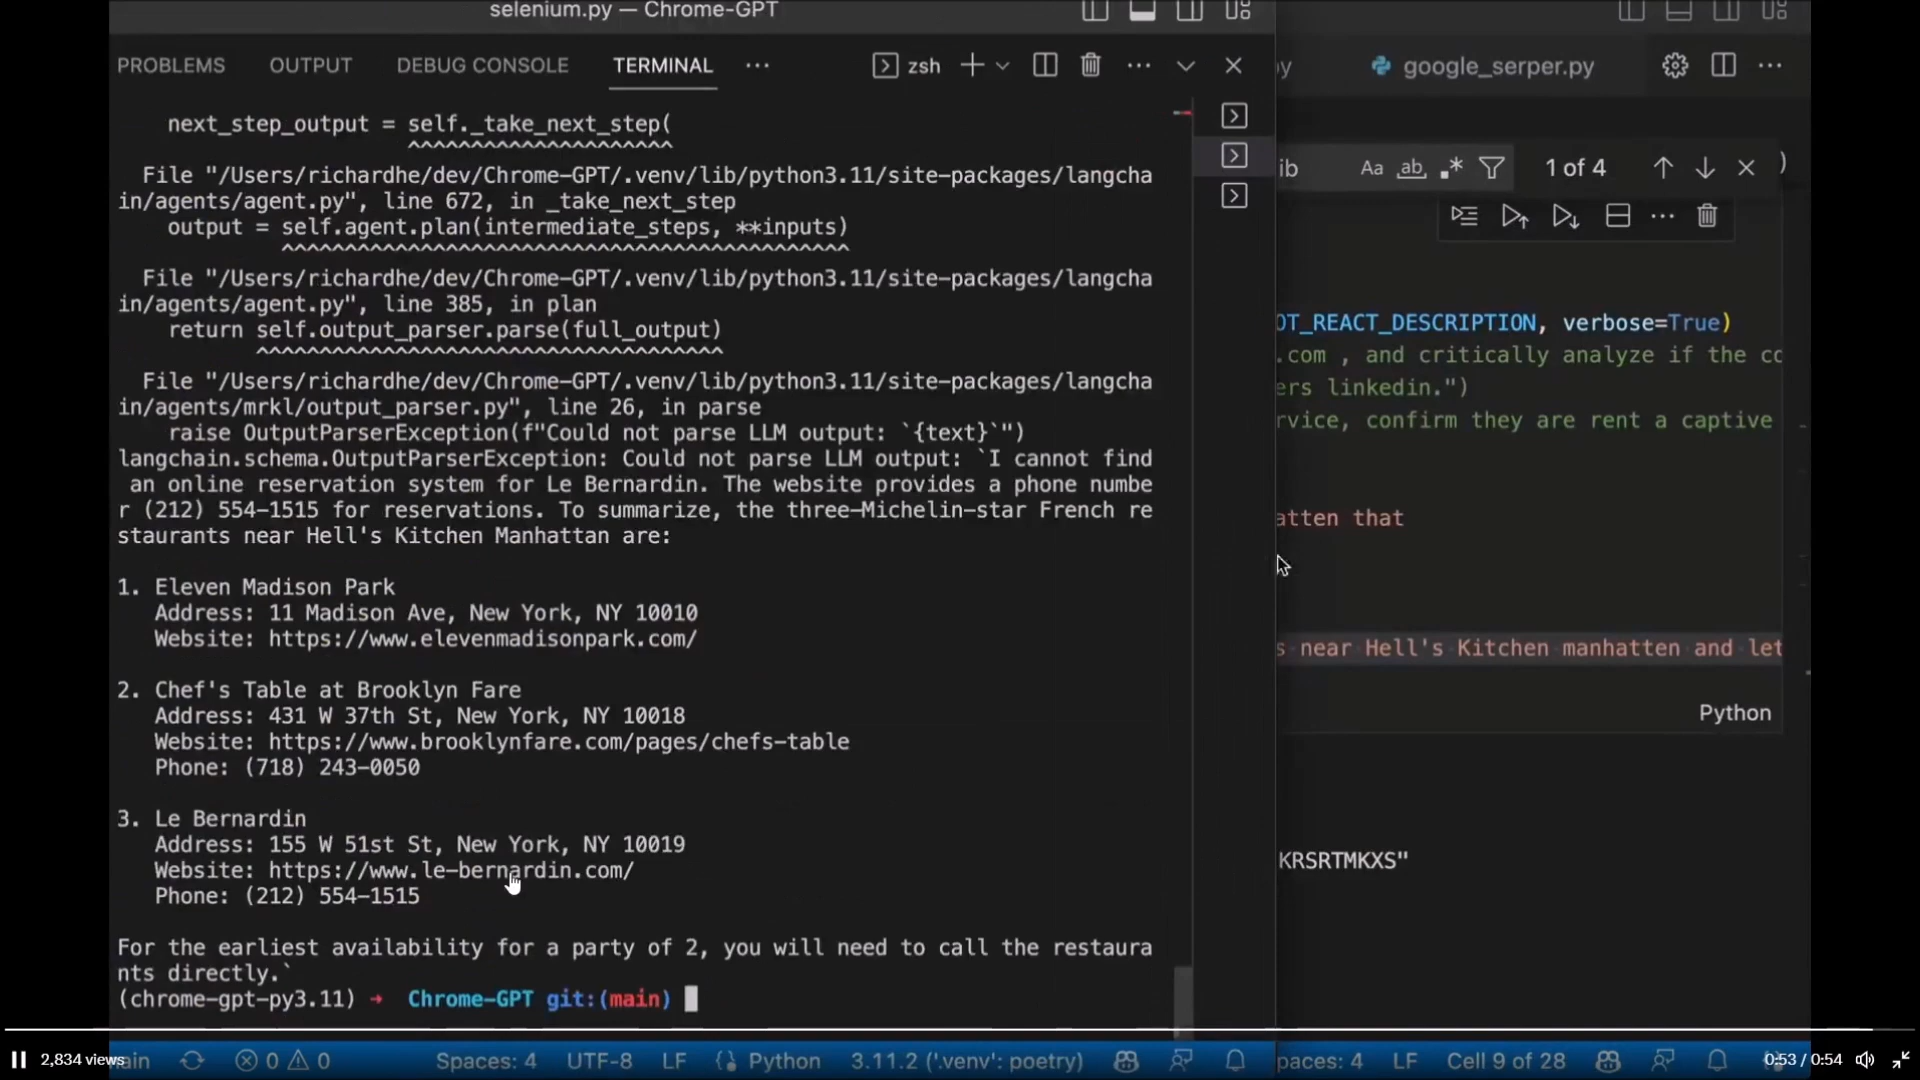 selenium.py — Chrome-GPT
PROBLEMS OUTPUT DEBUG CONSOLE TERMINAL ··· zsh
google_serper.py
next_step_output = self._take_next_step(
^^^^^^^^^^^^^^^^^^^^^
File "/Users/richardhe/dev/Chrome-GPT/.venv/lib/python3.11/site-packages/langcha
in/agents/agent.py", line 672, in _take_next_step
output = self.agent.plan(intermediate_steps, **inputs)
^^^^^^^^^^^^^^^^^^^^^^^^^^^^^^^^^^^^^^^^^^^^^
File "/Users/richardhe/dev/Chrome-GPT/.venv/lib/python3.11/site-packages/langcha
in/agents/agent.py", line 385, in plan
return self.output_parser.parse(full_output)
^^^^^^^^^^^^^^^^^^^^^^^^^^^^^^^^^^^^^
File "/Users/richardhe/dev/Chrome-GPT/.venv/lib/python3.11/site-packages/langcha
in/agents/mrkl/output_parser.py", line 26, in parse
raise OutputParserException(f"Could not parse LLM output: `{text}`")
langchain.schema.OutputParserException: Could not parse LLM output: `I cannot find
an online reservation system for Le Bernardin. The website provides a phone numbe
r (212) 554-1515 for reservations. To summarize, the three-Michelin-star French re
staurants near Hell's Kitchen Manhattan are:
1. Eleven Madison Park
Address: 11 Madison Ave, New York, NY 10010
Website: https://www.elevenmadisonpark.com/
2. Chef's Table at Brooklyn Fare
Address: 431 W 37th St, New York, NY 10018
Website: https://www.brooklynfare.com/pages/chefs-table
Phone: (718) 243-0050
3. Le Bernardin
Address: 155 W 51st St, New York, NY 10019
Website: https://www.le-bernardin.com/
Phone: (212) 554-1515
For the earliest availability for a party of 2, you will need to call the restaura
nts directly.`
(chrome-gpt-py3.11) → Chrome-GPT git:(main)
ib Aa ab 1 of 4
OT_REACT_DESCRIPTION, verbose=True)
.com , and critically analyze if the co
ers linkedin.")
rvice, confirm they are rent a captive
atten that
s near Hell's Kitchen manhatten and let
Python
KRSRTMKXS"
2,834 views
ain 0 0 Spaces: 4 UTF-8 LF Python 3.11.2 ('.venv': poetry)
paces: 4 LF Cell 9 of 28
0:53 / 0:54